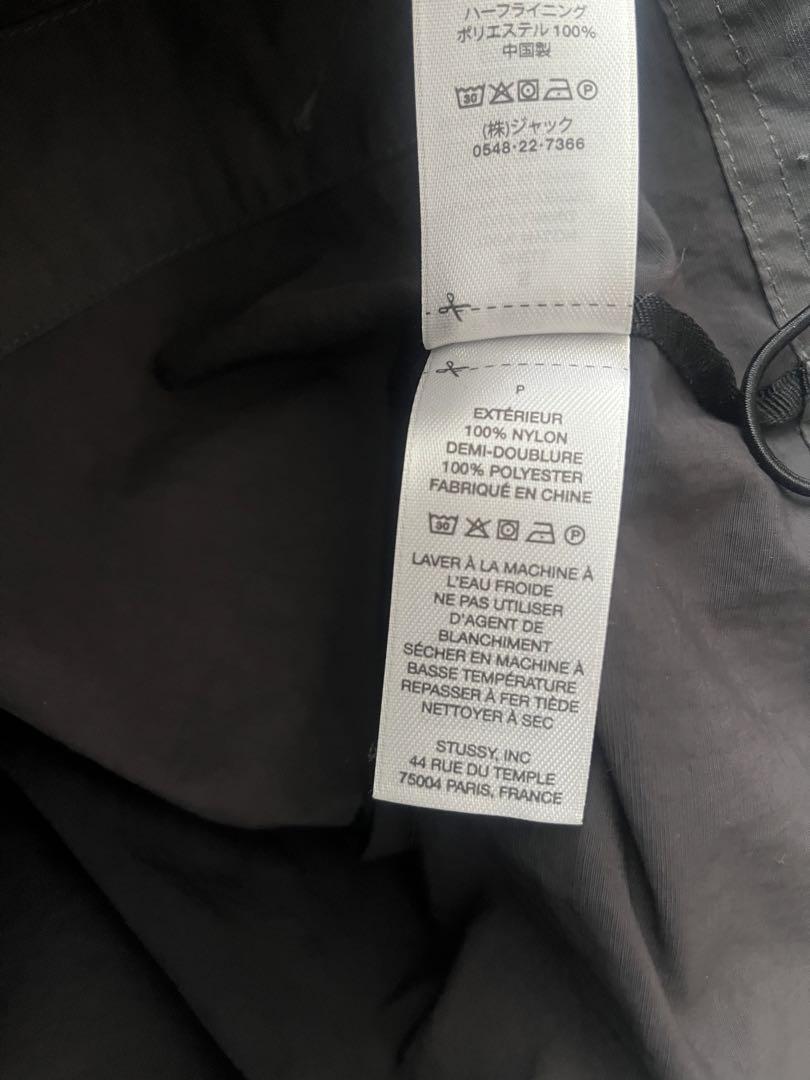 ハーフライニング
ポリエステル 100%
中国製
30 P
(株)ジャック
0548・22・7366
P
EXTÉRIEUR
100% NYLON
DEMI-DOUBLURE
100% POLYESTER
FABRIQUÉ EN CHINE
30 P
LAVER À LA MACHINE À
L'EAU FROIDE
NE PAS UTILISER
D'AGENT DE
BLANCHIMENT
SÉCHER EN MACHINE À
BASSE TEMPÉRATURE
REPASSER À FER TIÈDE
NETTOYER À SEC
STUSSY, INC
44 RUE DU TEMPLE
75004 PARIS, FRANCE